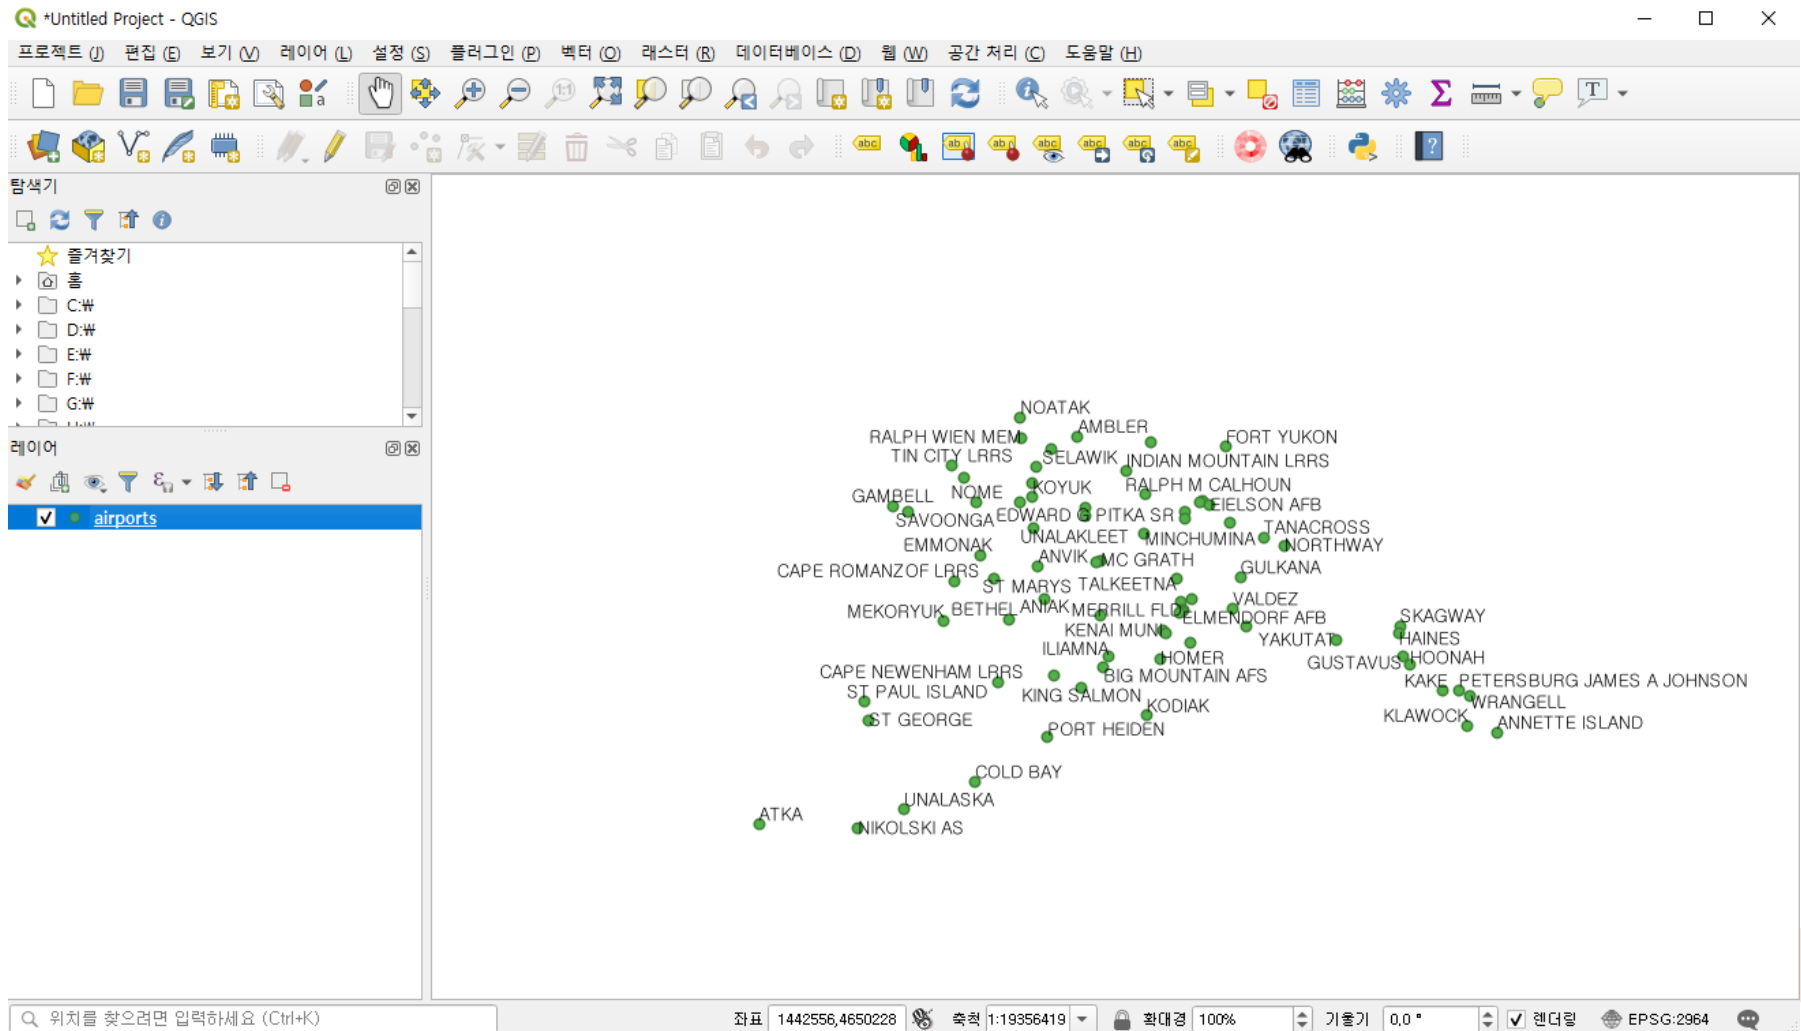 *Untitled Project - QGIS
프로젝트 (J) 편집 (E) 보기 (V) 레이어 (L) 설정 (S) 플러그인 (P) 벡터 (O) 래스터 (R) 데이터베이스 (D) 웹 (W) 공간 처리 (C) 도움말 (H)
탐색기
즐겨찾기
홈
C:₩
D:₩
E:₩
F:₩
G:₩
레이어
airports
NOATAK
AMBLER
RALPH WIEN MEM
FORT YUKON
TIN CITY LRRS
SELAWIK
INDIAN MOUNTAIN LRRS
RALPH M CALHOUN
KOYUK
NOME
GAMBELL
EIELSON AFB
SAVOONGA
EDWARD G PITKA SR
TANACROSS
UNALAKLEET
MINCHUMINA
EMMONAK
NORTHWAY
ANVIK
MC GRATH
CAPE ROMANZOF LRRS
GULKANA
ST MARYS
TALKEETNA
VALDEZ
MEKORYUK
BETHEL
ANIAK
MERRILL FLD
ELMENDORF AFB
SKAGWAY
KENAI MUNI
YAKUTAT
HAINES
ILIAMNA
HOMER
GUSTAVUS
HOONAH
CAPE NEWENHAM LRRS
BIG MOUNTAIN AFS
KAKE
PETERSBURG JAMES A JOHNSON
ST PAUL ISLAND
KING SALMON
WRANGELL
KODIAK
KLAWOCK
ST GEORGE
ANNETTE ISLAND
PORT HEIDEN
COLD BAY
UNALASKA
ATKA
NIKOLSKI AS
위치를 찾으려면 입력하세요 (Ctrl+K)
좌표 1442556,4650228 축척 1:19356419 확대경 100% 기울기 0,0 ° 렌더링 EPSG:2964